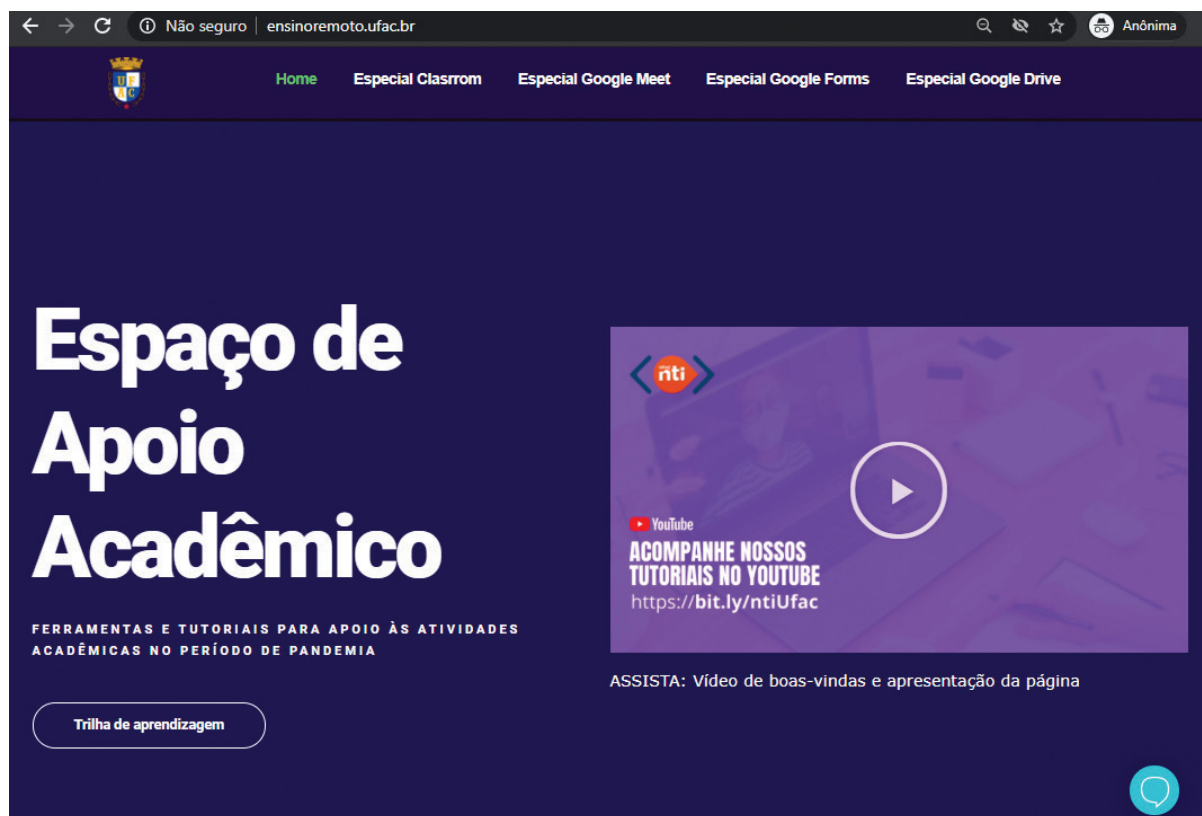 Não seguro | ensinoremoto.ufac.br
Anônima
U F
A C
Home
Especial Clasrrom
Especial Google Meet
Especial Google Forms
Especial Google Drive
Espaço de
Apoio
Acadêmico
FERRAMENTAS E TUTORIAIS PARA APOIO ÀS ATIVIDADES
ACADÊMICAS NO PERÍODO DE PANDEMIA
Trilha de aprendizagem
nti
YouTube
ACOMPANHE NOSSOS
TUTORIAIS NO YOUTUBE
https://bit.ly/ntiUfac
ASSISTA: Vídeo de boas-vindas e apresentação da página